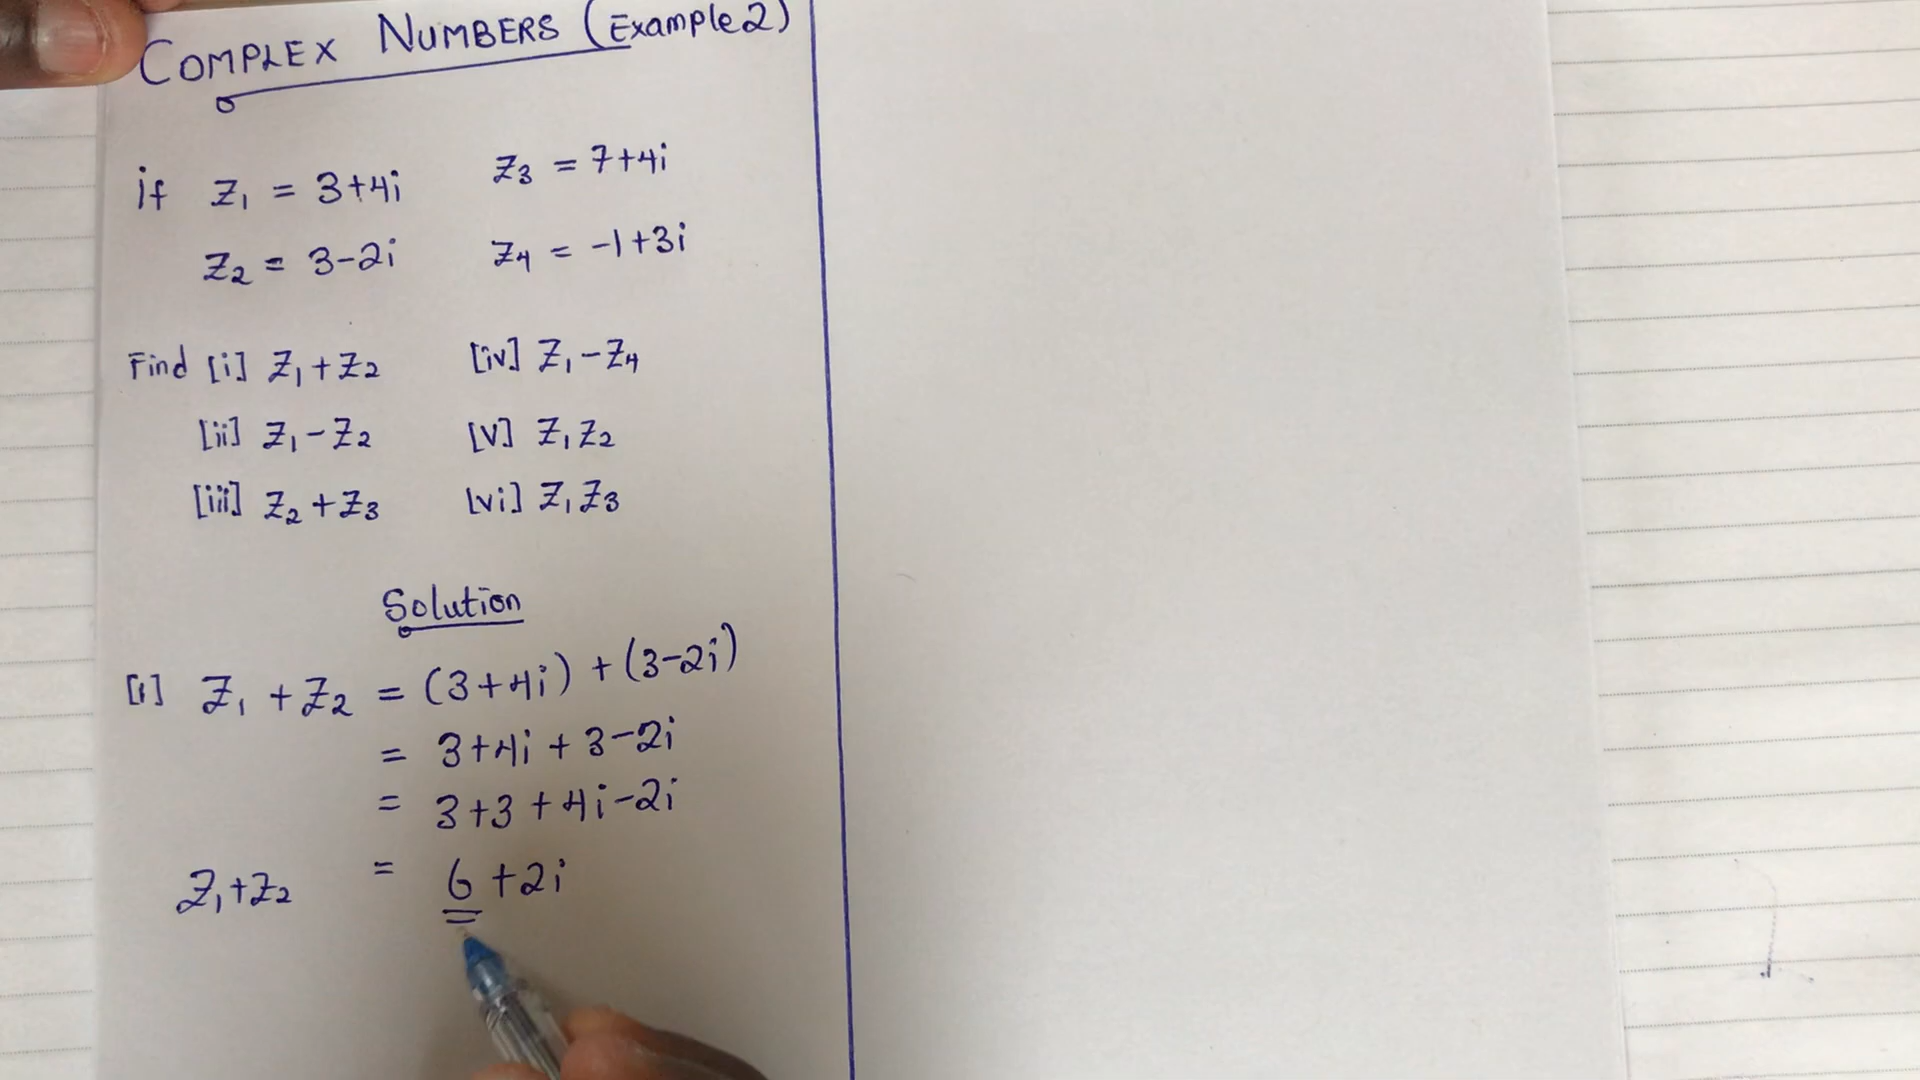 COMPLEX NUMBERS (Example 2)
if Z₁ = 3+4i Z₃ = 7+4i
Z₂ = 3-2i Z₄ = -1+3i
Find [i] Z₁+Z₂ [iv] Z₁-Z₄
[ii] Z₁-Z₂ [v] Z₁Z₂
[iii] Z₂+Z₃ [vi] Z₁Z₃
Solution
[i] Z₁+Z₂ = (3+4i) + (3-2i)
= 3+4i + 3-2i
= 3+3 + 4i-2i
Z₁+Z₂ = 6+2i